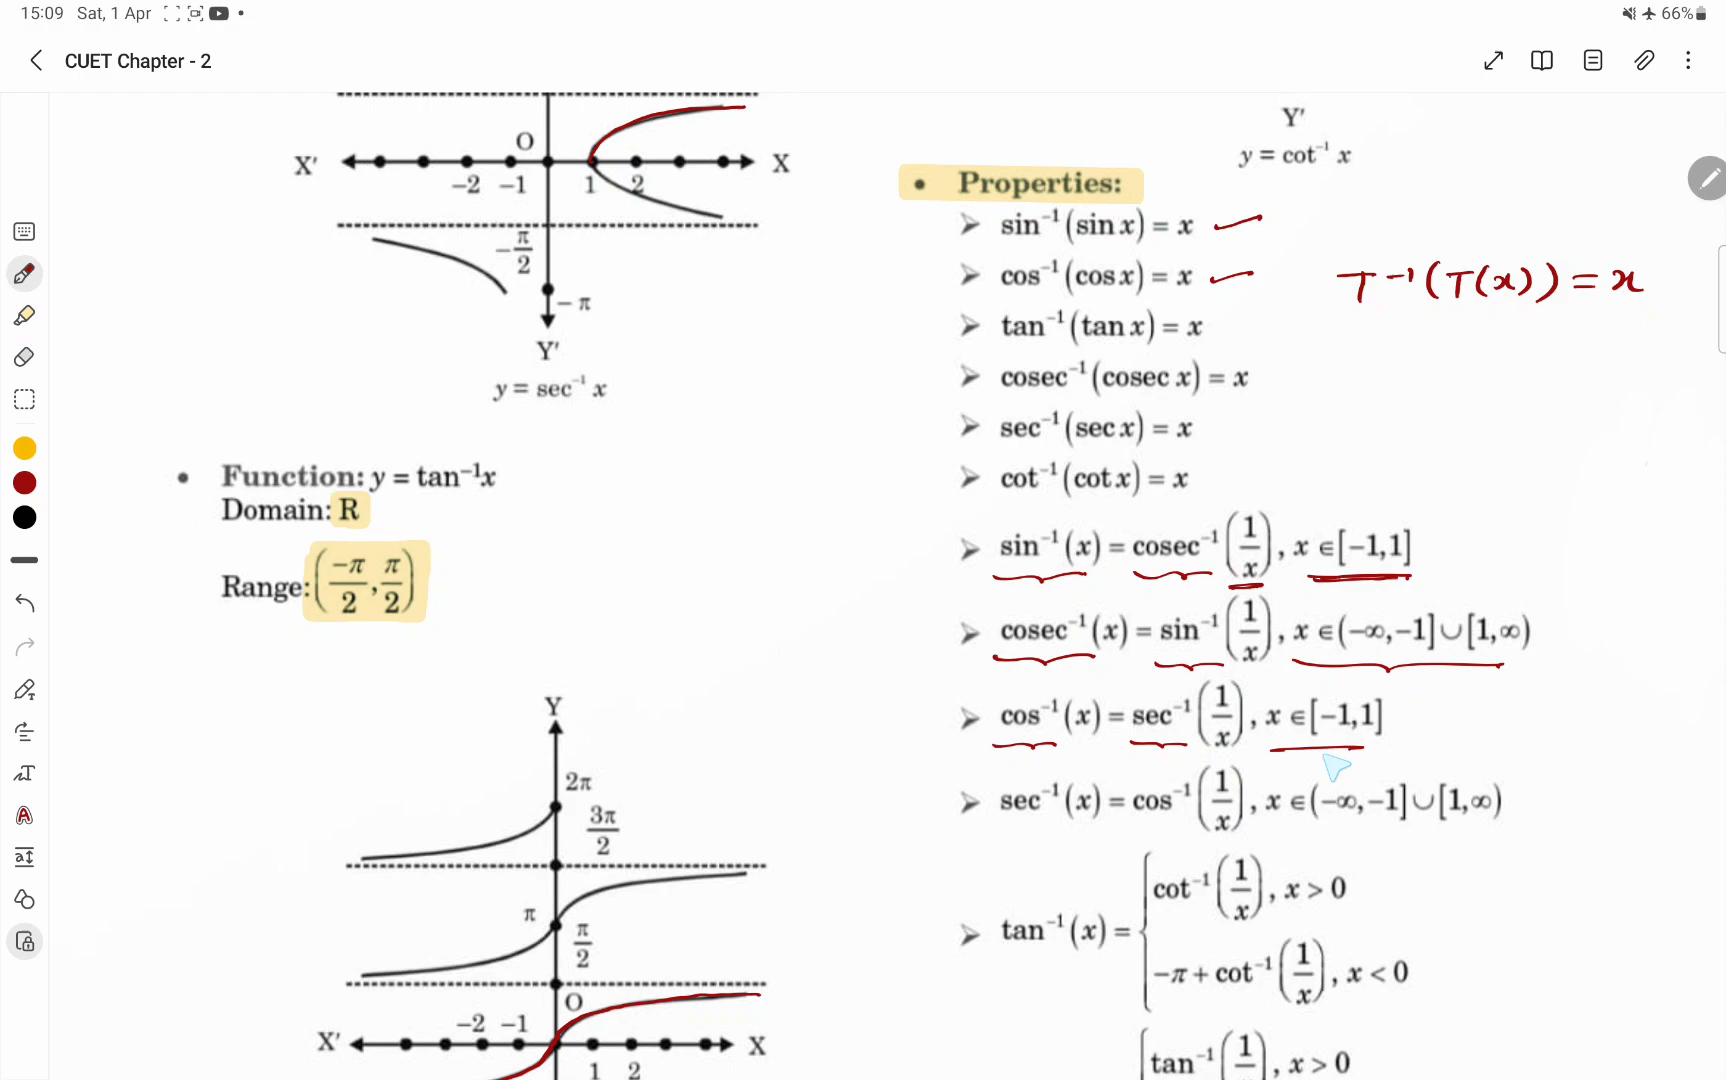 15:09 Sat, 1 Apr
66%
CUET Chapter - 2
O
X′ −2 −1 1 2 X
−π/2
− π
Y′
y = sec⁻¹ x
• Function: y = tan⁻¹x
Domain: R
Range: (−π/2, π/2)
Y
2π
3π/2
π
π/2
O
−2 −1
X′ X
1 2
Y′
y = cot⁻¹ x
• Properties:
➤ sin⁻¹(sin x) = x
➤ cos⁻¹(cos x) = x
T⁻¹(T(x)) = x
➤ tan⁻¹(tan x) = x
➤ cosec⁻¹(cosec x) = x
➤ sec⁻¹(sec x) = x
➤ cot⁻¹(cot x) = x
➤ sin⁻¹(x) = cosec⁻¹(1/x), x ∈[−1,1]
➤ cosec⁻¹(x) = sin⁻¹(1/x), x ∈(−∞,−1]∪[1,∞)
➤ cos⁻¹(x) = sec⁻¹(1/x), x ∈[−1,1]
➤ sec⁻¹(x) = cos⁻¹(1/x), x ∈(−∞,−1]∪[1,∞)
➤ tan⁻¹(x) = { cot⁻¹(1/x), x > 0
−π + cot⁻¹(1/x), x < 0
tan⁻¹(1/x), x > 0